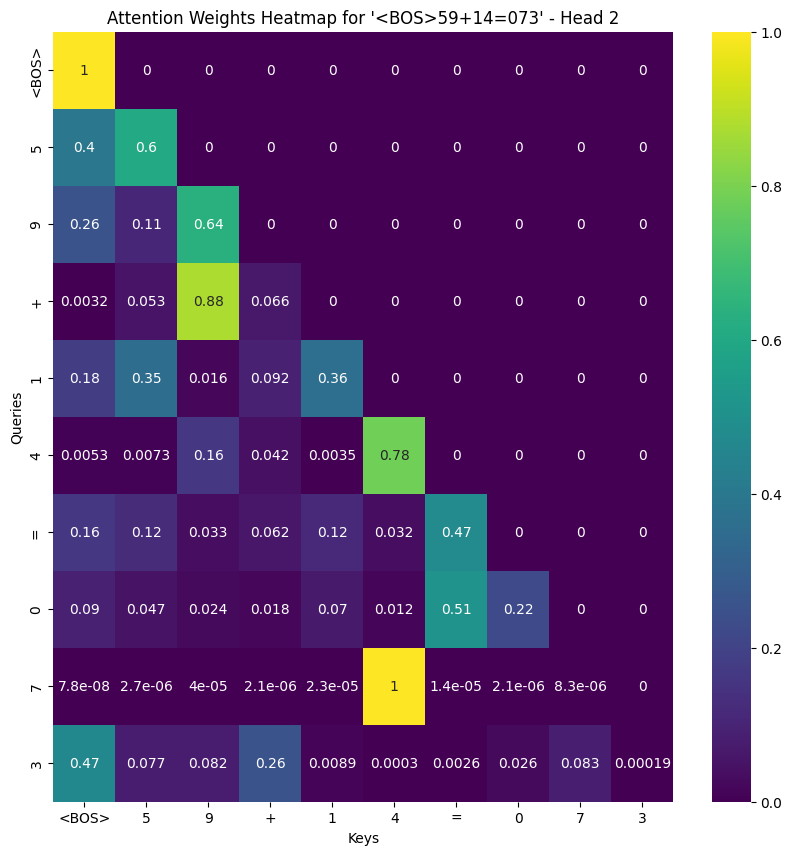 Attention Weights Heatmap for '<BOS>59+14=073' - Head 2
<BOS> 1 0 0 0 0 0 0 0 0 0
5 0.4 0.6 0 0 0 0 0 0 0 0
9 0.26 0.11 0.64 0 0 0 0 0 0 0
+ 0.0032 0.053 0.88 0.066 0 0 0 0 0 0
1 0.18 0.35 0.016 0.092 0.36 0 0 0 0 0
4 0.0053 0.0073 0.16 0.042 0.0035 0.78 0 0 0 0
= 0.16 0.12 0.033 0.062 0.12 0.032 0.47 0 0 0
0 0.09 0.047 0.024 0.018 0.07 0.012 0.51 0.22 0 0
7 7.8e-08 2.7e-06 4e-05 2.1e-06 2.3e-05 1 1.4e-05 2.1e-06 8.3e-06 0
3 0.47 0.077 0.082 0.26 0.0089 0.0003 0.0026 0.026 0.083 0.00019
<BOS> 5 9 + 1 4 = 0 7 3
Keys
Queries
1.0
0.8
0.6
0.4
0.2
0.0